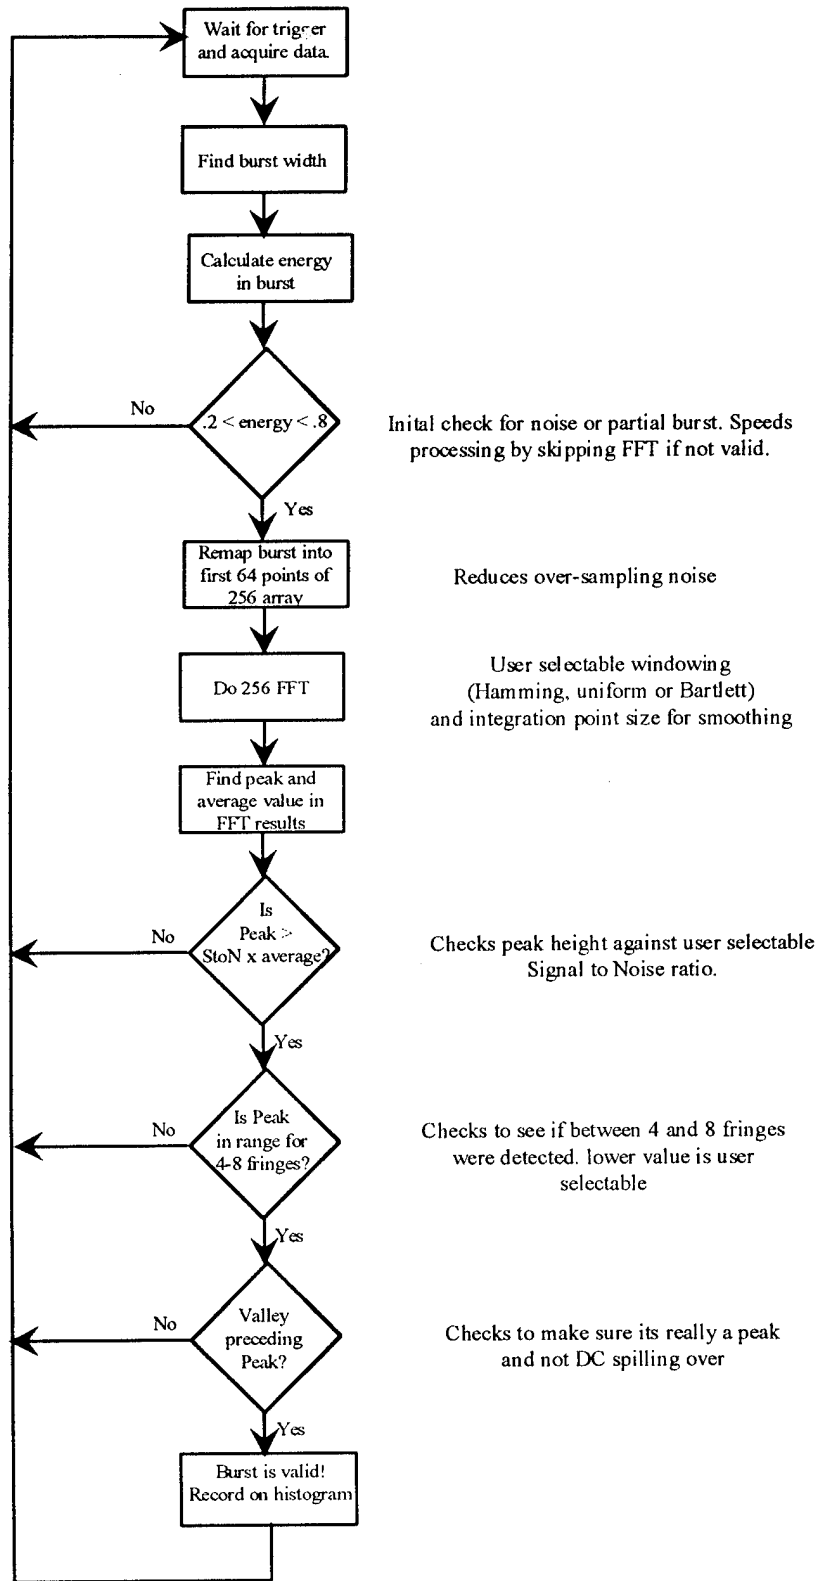 Wait for trigger
and acquire data.
Find burst width
Calculate energy
in burst
.2 < energy < .8
No
Inital check for noise or partial burst. Speeds
processing by skipping FFT if not valid.
Yes
Remap burst into
first 64 points of
256 array
Reduces over-sampling noise
Do 256 FFT
User selectable windowing
(Hamming, uniform or Bartlett)
and integration point size for smoothing
Find peak and
average value in
FFT results
Is
Peak >
StoN x average?
No
Checks peak height against user selectable
Signal to Noise ratio.
Yes
Is Peak
in range for
4-8 fringes?
No
Checks to see if between 4 and 8 fringes
were detected. lower value is user
selectable
Yes
Valley
preceding
Peak?
No
Checks to make sure its really a peak
and not DC spilling over
Yes
Burst is valid!
Record on histogram